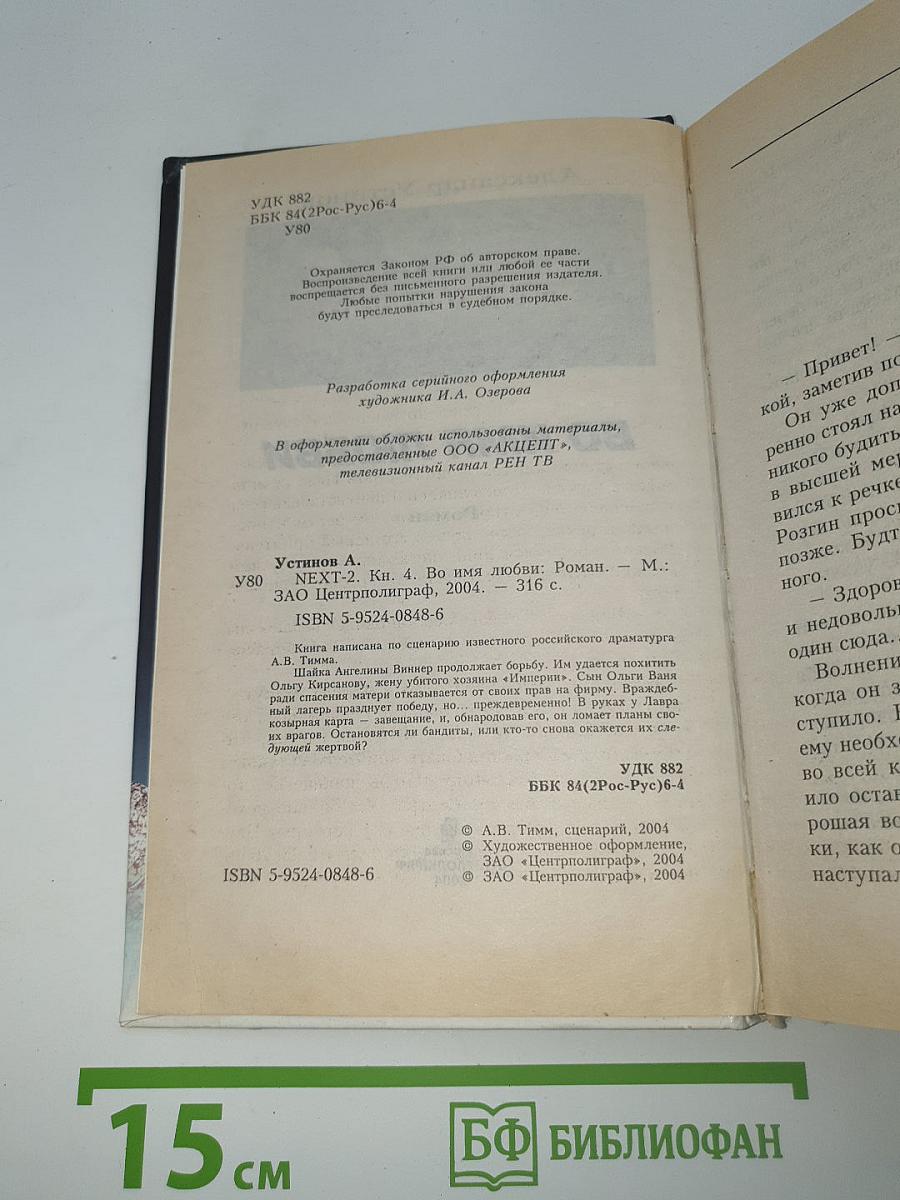 УДК 882
ББК 84(2Рос-Рус)6-4
У80
Охраняется Законом РФ об авторском праве.
Воспроизведение всей книги или любой ее части
воспрещается без письменного разрешения издателя.
Любые попытки нарушения закона
будут преследоваться в судебном порядке.
Разработка серийного оформления
художника И.А. Озерова
В оформлении обложки использованы материалы,
предоставленные ООО «АКЦЕПТ»,
телевизионный канал РЕН ТВ
Устинов А.
У80 NEXT-2. Кн. 4. Во имя любви: Роман. — М.:
ЗАО Центрполиграф, 2004. — 316 с.
ISBN 5-9524-0848-6
Книга написана по сценарию известного российского драматурга
А.В. Тимма.
Шайка Ангелины Виннер продолжает борьбу. Им удается похитить
Ольгу Кирсанову, жену убитого хозяина «Империи». Сын Ольги Ваня
ради спасения матери отказывается от своих прав на фирму. Враждеб-
ный лагерь празднует победу, но... преждевременно! В руках у Лавра
козырная карта — завещание, и, обнародовав его, он ломает планы сво-
их врагов. Остановятся ли бандиты, или кто-то снова окажется их сле-
дующей жертвой?
УДК 882
ББК 84(2Рос-Рус)6-4
© А.В. Тимм, сценарий, 2004
© Художественное оформление,
ЗАО «Центрполиграф», 2004
ISBN 5-9524-0848-6 © ЗАО «Центрполиграф», 2004
— Привет! —
кой, заметив по
Он уже доп
ренно стоял на
никого будить
в высшей мер
вился к речке
Розгин просн
позже. Будт
ного.
— Здоров
и недоволь
один сюда.
Волнени
когда он з
ступило.
ему необхо
во всей к
ило остан
рошая во
ки, как о
наступал
15 см
БФ БИБЛИОФАН